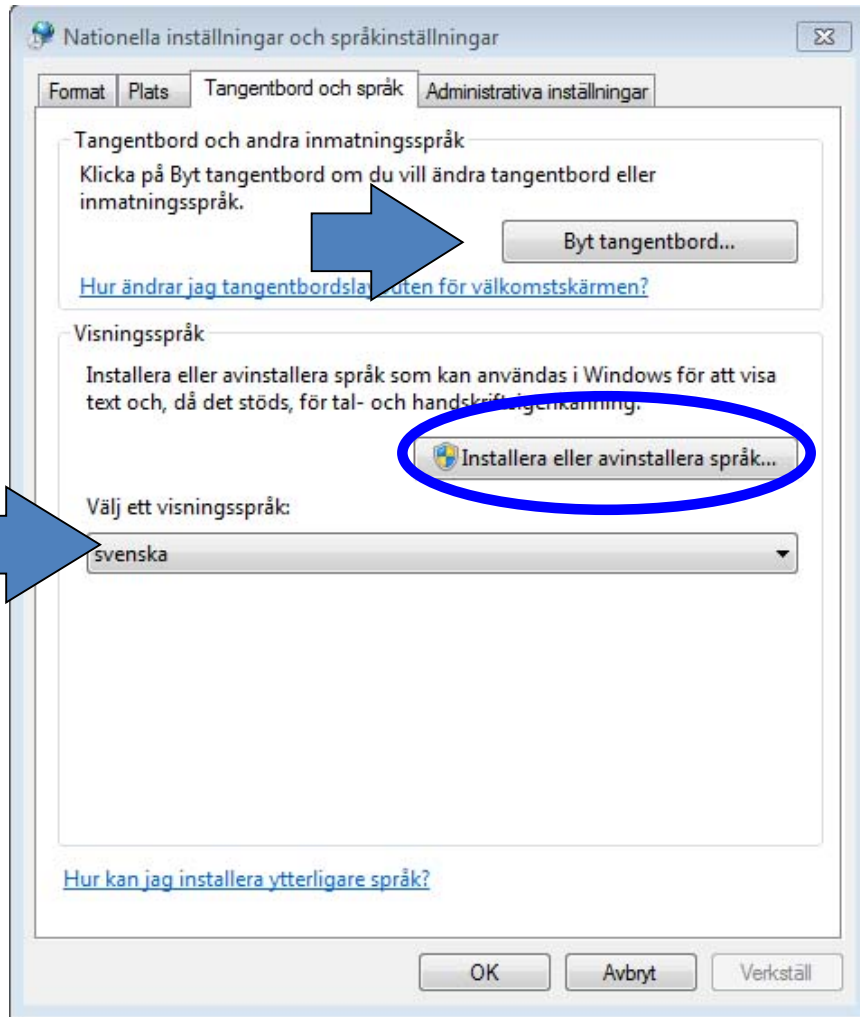 Nationella inställningar och språkinställningar
Format Plats Tangentbord och språk Administrativa inställningar
Tangentbord och andra inmatningsspråk
Klicka på Byt tangentbord om du vill ändra tangentbord eller
inmatningsspråk.
Byt tangentbord...
Hur ändrar jag tangentbordslayouten för välkomstskärmen?
Visningsspråk
Installera eller avinstallera språk som kan användas i Windows för att visa
text och, då det stöds, för tal- och handskriftsigenkänning.
Installera eller avinstallera språk...
Välj ett visningsspråk:
svenska
Hur kan jag installera ytterligare språk?
OK Avbryt Verkställ